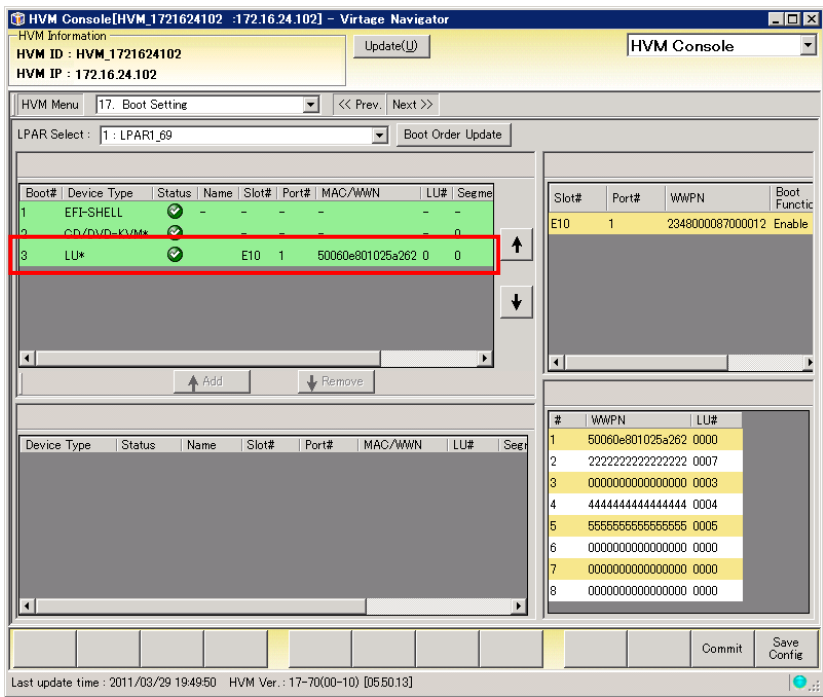 HVM Console[HVM_1721624102 :172.16.24.102] - Virtage Navigator
HVM Information
HVM ID : HVM_1721624102
HVM IP : 172.16.24.102
Update(U)
HVM Console
HVM Menu 17. Boot Setting << Prev. Next >>
LPAR Select : 1 : LPAR1_69 Boot Order Update
Boot# Device Type Status Name Slot# Port# MAC/WWN LU# Segme
1 EFI-SHELL - - - - - -
2 CD/DVD-KVM* - - - - 0
3 LU* E10 1 50060e801025a262 0 0
Add Remove
Slot# Port# WWPN Boot Functic
E10 1 2348000087000012 Enable
Device Type Status Name Slot# Port# MAC/WWN LU# Segr
# WWPN LU#
1 50060e801025a262 0000
2 2222222222222222 0007
3 0000000000000000 0003
4 4444444444444444 0004
5 5555555555555555 0005
6 0000000000000000 0000
7 0000000000000000 0000
8 0000000000000000 0000
Commit Save Config
Last update time : 2011/03/29 19:49:50 HVM Ver. : 17-70(00-10) [05.50.13]